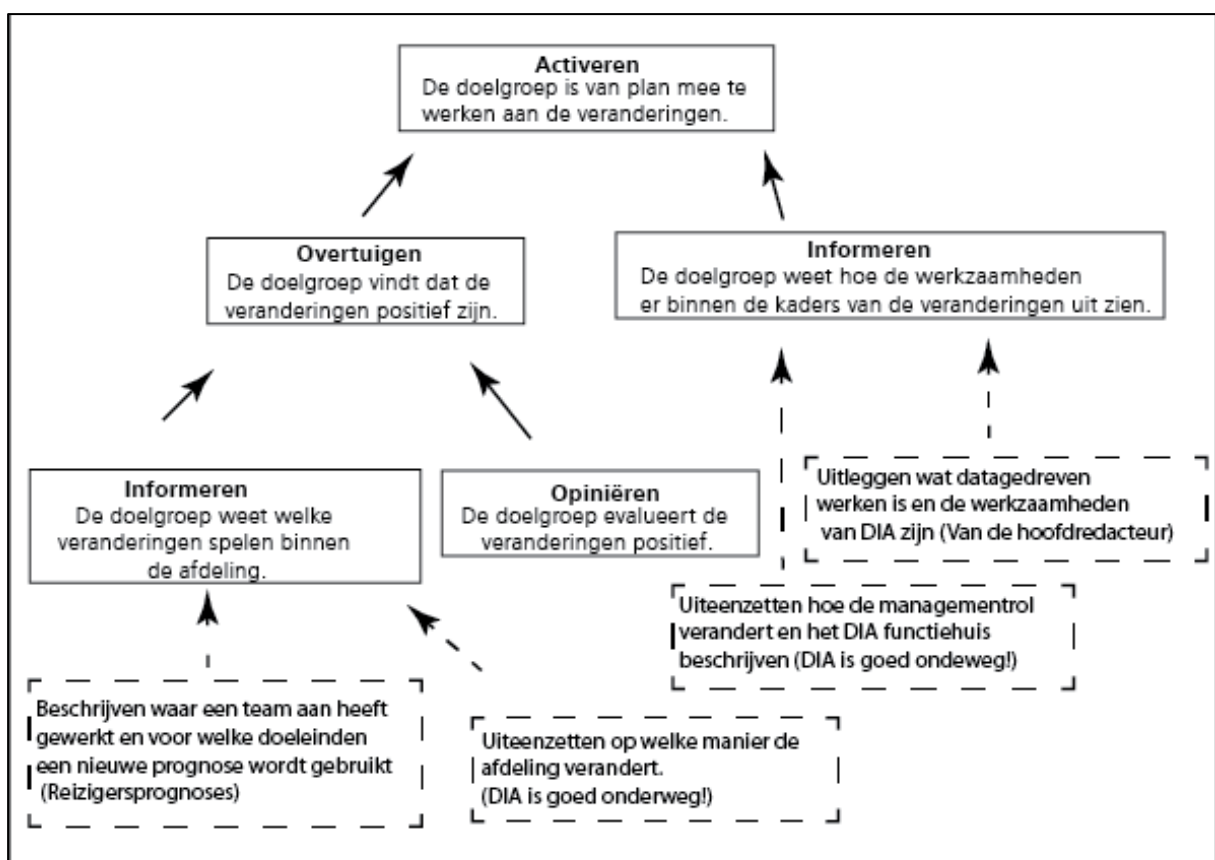 Activeren
De doelgroep is van plan mee te
werken aan de veranderingen.
Overtuigen
De doelgroep vindt dat de
veranderingen positief zijn.
Informeren
De doelgroep weet hoe de werkzaamheden
er binnen de kaders van de veranderingen uit zien.
Informeren
De doelgroep weet welke
veranderingen spelen binnen
de afdeling.
Opiniëren
De doelgroep evalueert de
veranderingen positief.
Uitleggen wat datagedreven
werken is en de werkzaamheden
van DIA zijn (Van de hoofdredacteur)
Uiteenzetten hoe de managementrol
verandert en het DIA functiehuis
beschrijven (DIA is goed ondeweg!)
Beschrijven waar een team aan heeft
gewerkt en voor welke doeleinden
een nieuwe prognose wordt gebruikt
(Reizigersprognoses)
Uiteenzetten op welke manier de
afdeling verandert.
(DIA is goed onderweg!)